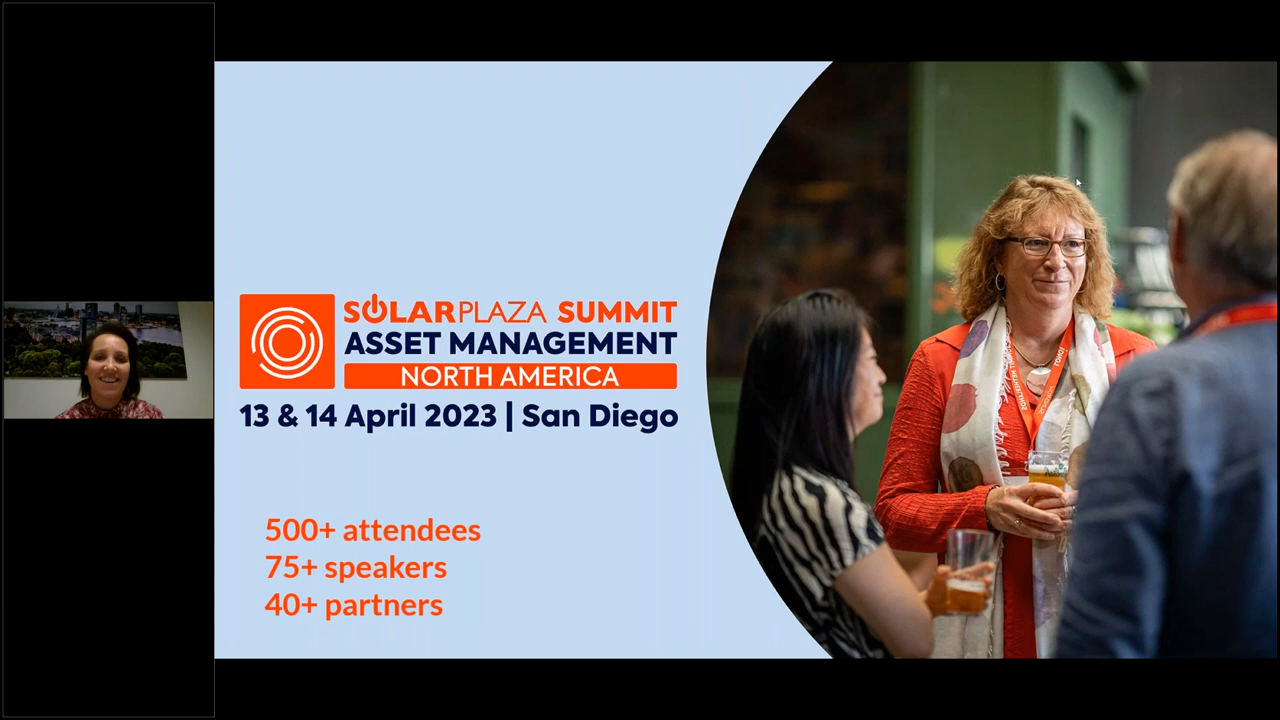 SOLARPLAZA SUMMIT
ASSET MANAGEMENT
NORTH AMERICA
13 & 14 April 2023 | San Diego
500+ attendees
75+ speakers
40+ partners